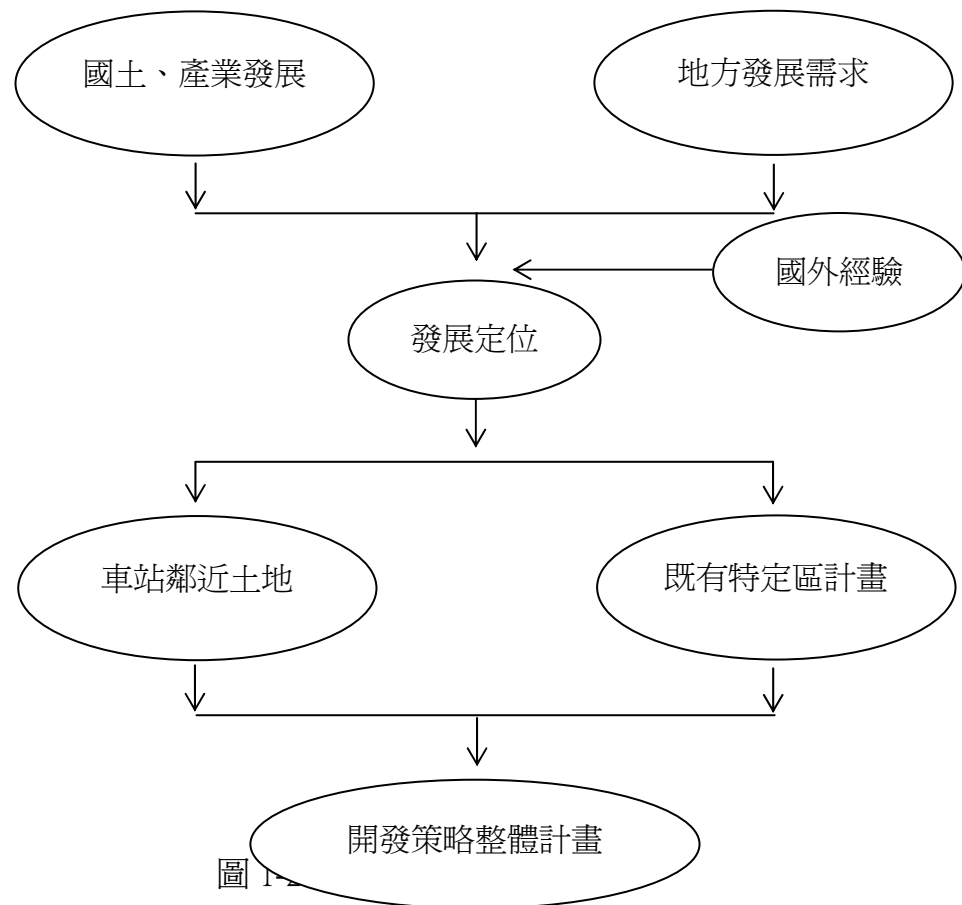 國土、產業發展
地方發展需求
國外經驗
發展定位
車站鄰近土地
既有特定區計畫
開發策略整體計畫
圖 1-